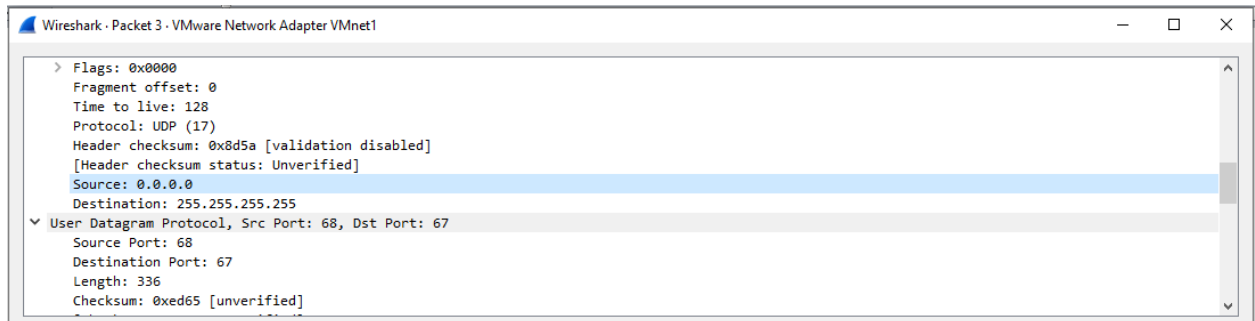 Wireshark · Packet 3 · VMware Network Adapter VMnet1
Flags: 0x0000
Fragment offset: 0
Time to live: 128
Protocol: UDP (17)
Header checksum: 0x8d5a [validation disabled]
[Header checksum status: Unverified]
Source: 0.0.0.0
Destination: 255.255.255.255
User Datagram Protocol, Src Port: 68, Dst Port: 67
Source Port: 68
Destination Port: 67
Length: 336
Checksum: 0xed65 [unverified]